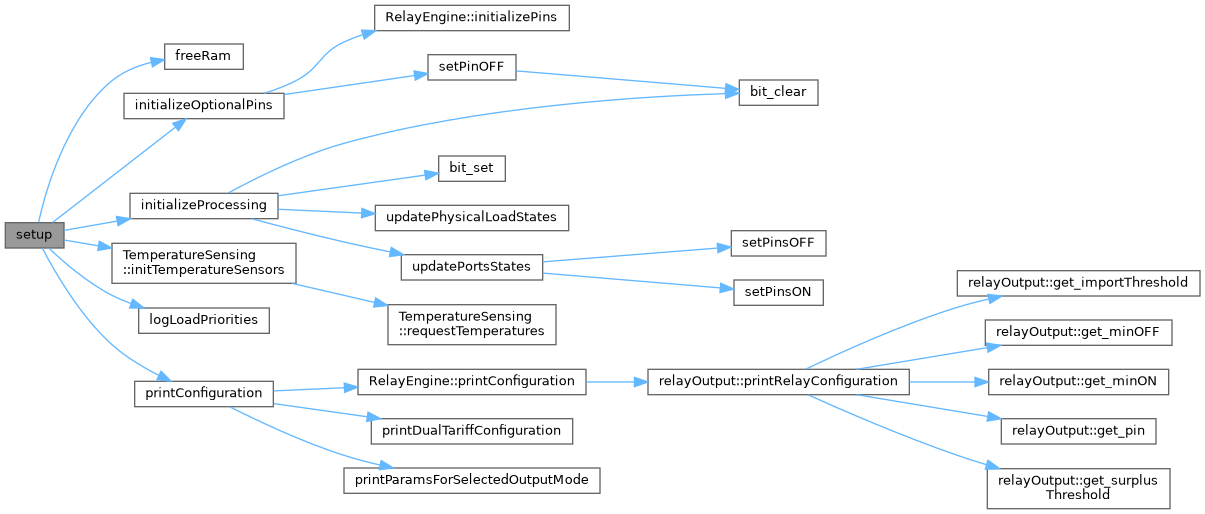 RelayEngine::initializePins
freeRam
setPinOFF
initializeOptionalPins
bit_clear
bit_set
initializeProcessing
updatePhysicalLoadStates
setup
setPinsOFF
TemperatureSensing
::initTemperatureSensors
updatePortsStates
setPinsON
relayOutput::get_importThreshold
logLoadPriorities
TemperatureSensing
::requestTemperatures
relayOutput::get_minOFF
printConfiguration
RelayEngine::printConfiguration
relayOutput::printRelayConfiguration
relayOutput::get_minON
printDualTariffConfiguration
relayOutput::get_pin
printParamsForSelectedOutputMode
relayOutput::get_surplus
Threshold